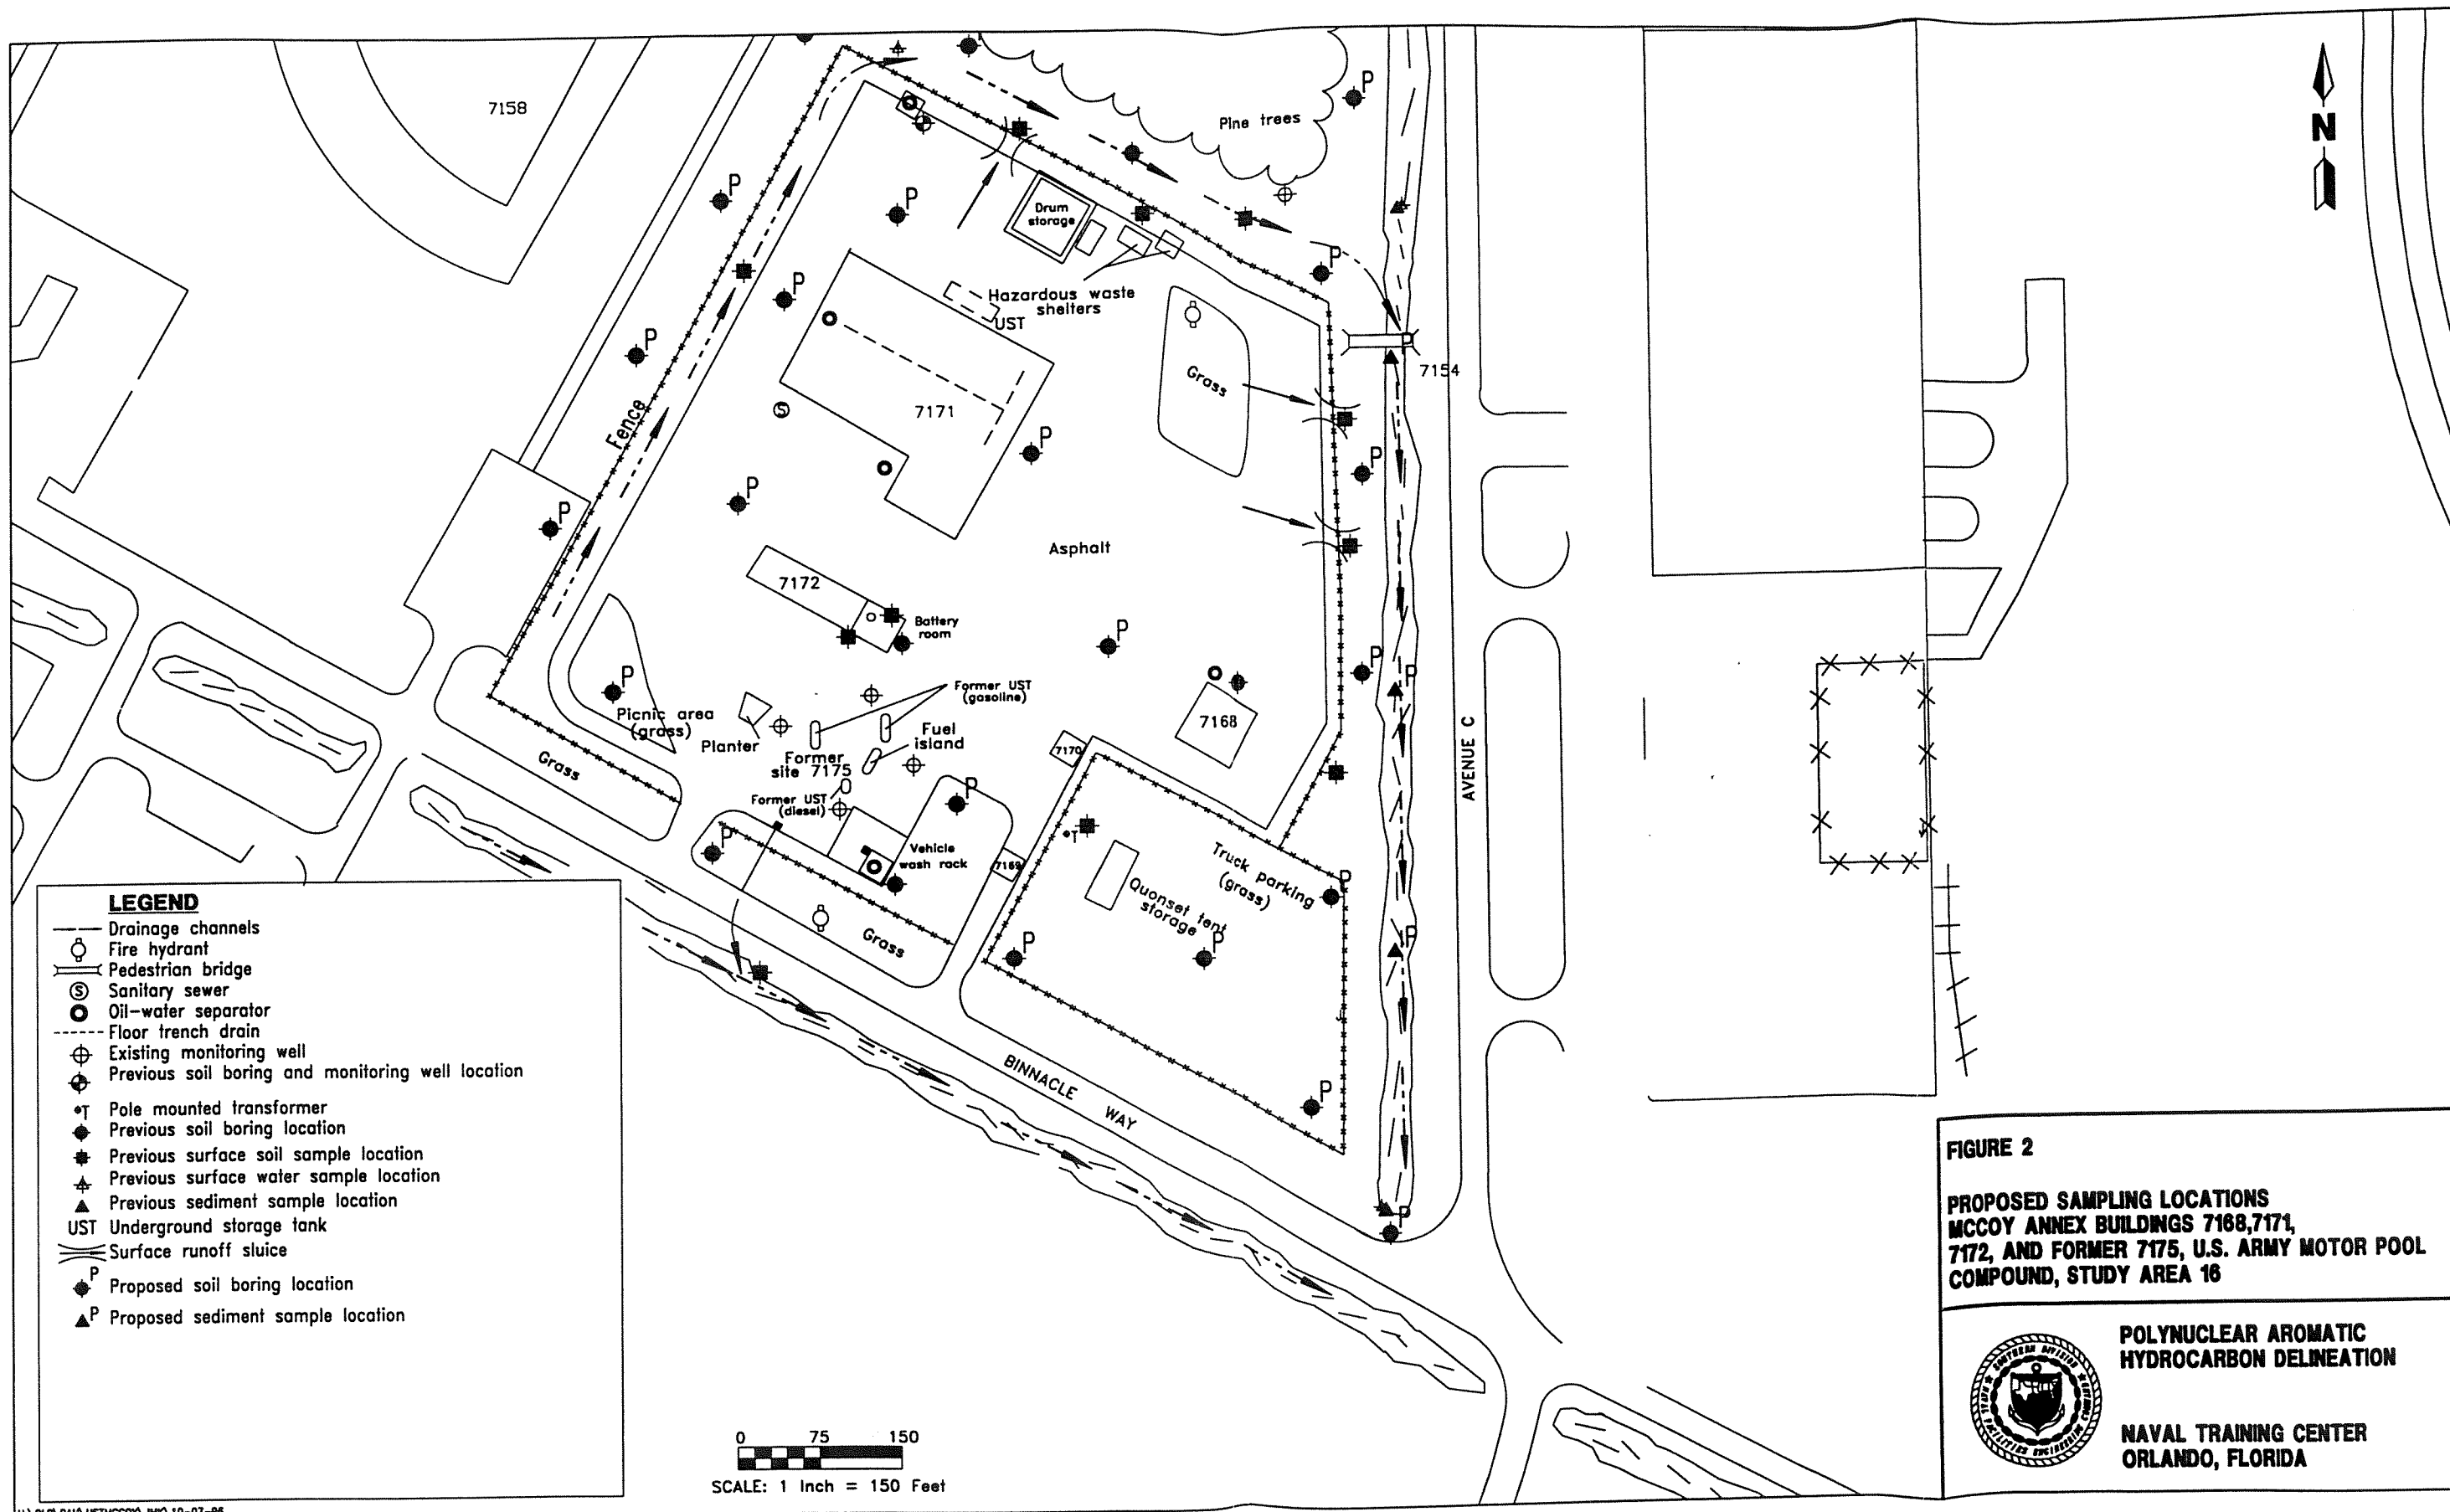 7158
P
Pine trees
P
N
P
P
Drum
storage
P
P
Hazardous waste
shelters
UST
P
P
7154
Fence
Grass
S
7171
P
P
P
P
Asphalt
7172
Battery
room
P
P
P
P
Former UST
(gasoline)
Picnic area
(grass)
Planter
Fuel
island
7168
7170
Grass
Former
site 7175
AVENUE C
Former UST
(diesel)
P
P
T
Vehicle
wash rack
7169
Truck parking
(grass)
Quonset tent
storage
P
P
P
P
Grass
BINNACLE WAY
P
P
LEGEND
Drainage channels
Fire hydrant
Pedestrian bridge
S Sanitary sewer
Oil-water separator
Floor trench drain
Existing monitoring well
Previous soil boring and monitoring well location
T Pole mounted transformer
Previous soil boring location
Previous surface soil sample location
Previous surface water sample location
Previous sediment sample location
UST Underground storage tank
Surface runoff sluice
P Proposed soil boring location
P Proposed sediment sample location
0 75 150
SCALE: 1 Inch = 150 Feet
FIGURE 2
PROPOSED SAMPLING LOCATIONS
MCCOY ANNEX BUILDINGS 7168,7171,
7172, AND FORMER 7175, U.S. ARMY MOTOR POOL
COMPOUND, STUDY AREA 16
POLYNUCLEAR AROMATIC
HYDROCARBON DELINEATION
SOUTHERN DIVISION
NAVAL FACILITIES ENGINEERING COMMAND
NAVAL TRAINING CENTER
ORLANDO, FLORIDA